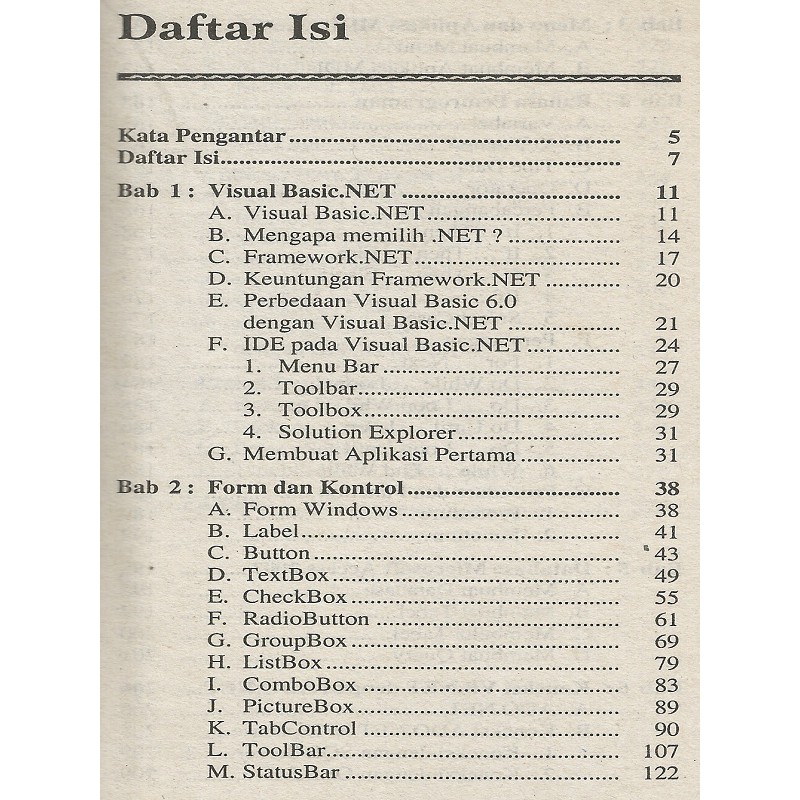 Daftar Isi
Kata Pengantar ........ 5
Daftar Isi ........ 7
Bab 1 : Visual Basic.NET ........ 11
A. Visual Basic.NET ........ 11
B. Mengapa memilih .NET ? ........ 14
C. Framework.NET ........ 17
D. Keuntungan Framework.NET ........ 20
E. Perbedaan Visual Basic 6.0
dengan Visual Basic.NET ........ 21
F. IDE pada Visual Basic.NET ........ 24
1. Menu Bar ........ 27
2. Toolbar ........ 29
3. Toolbox ........ 29
4. Solution Explorer ........ 31
G. Membuat Aplikasi Pertama ........ 31
Bab 2 : Form dan Kontrol ........ 38
A. Form Windows ........ 38
B. Label ........ 41
C. Button ........ 43
D. TextBox ........ 49
E. CheckBox ........ 55
F. RadioButton ........ 61
G. GroupBox ........ 69
H. ListBox ........ 79
I. ComboBox ........ 83
J. PictureBox ........ 89
K. TabControl ........ 90
L. ToolBar ........ 107
M. StatusBar ........ 122